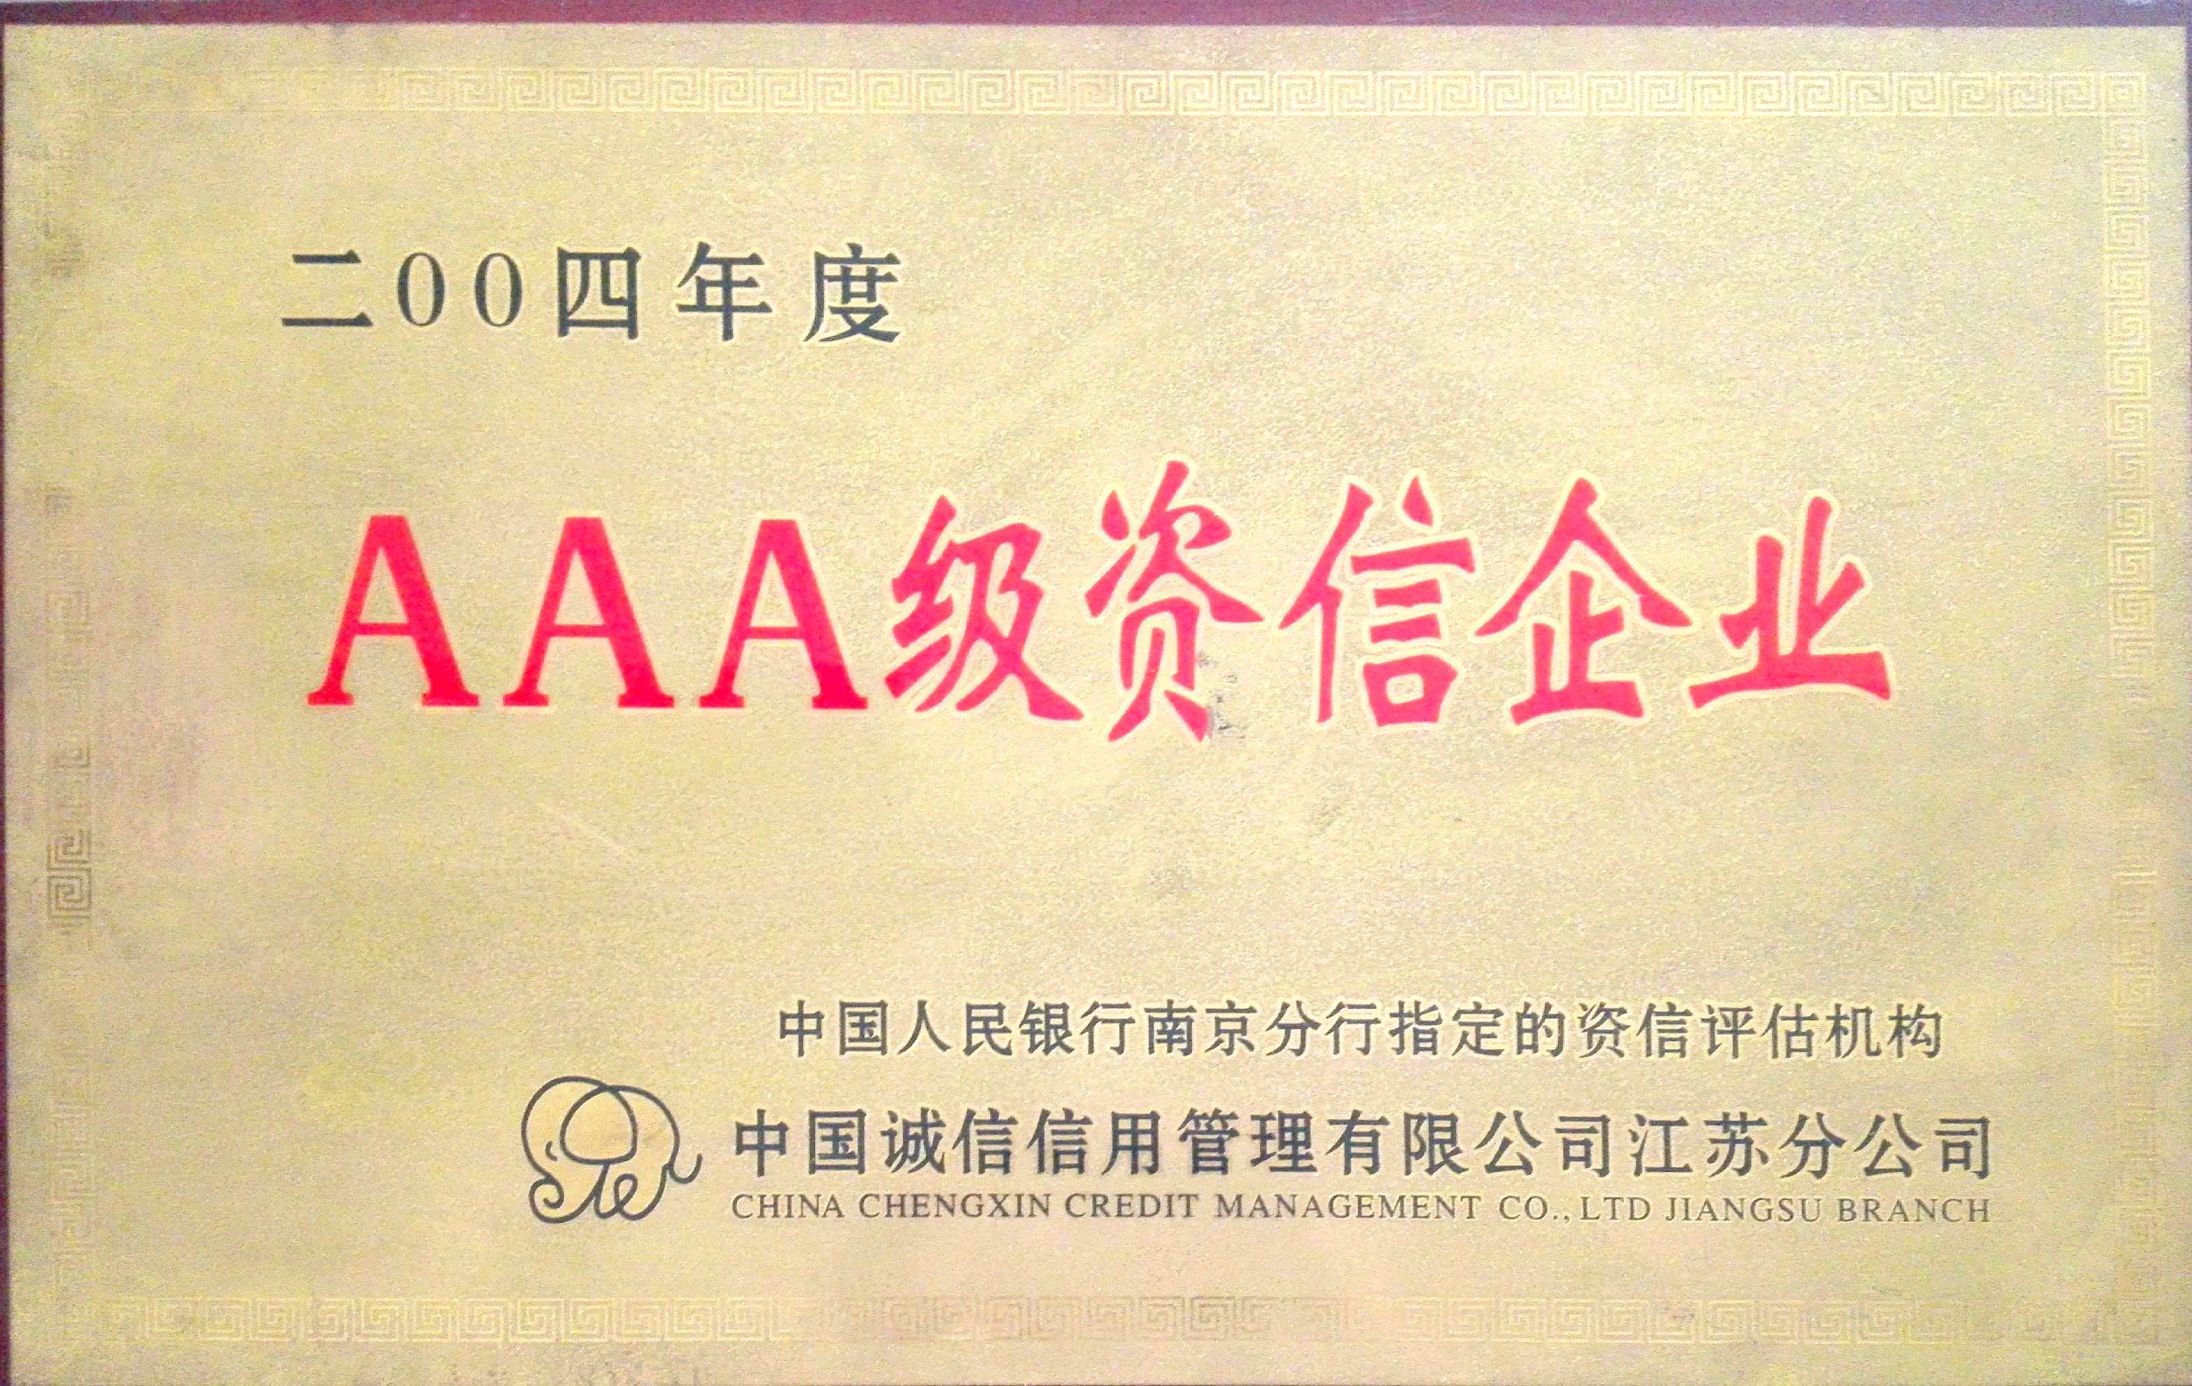 二00四年度
AAA级资信企业
中国人民银行南京分行指定的资信评估机构
中国诚信信用管理有限公司江苏分公司
CHINA CHENGXIN CREDIT MANAGEMENT CO.,LTD JIANGSU BRANCH